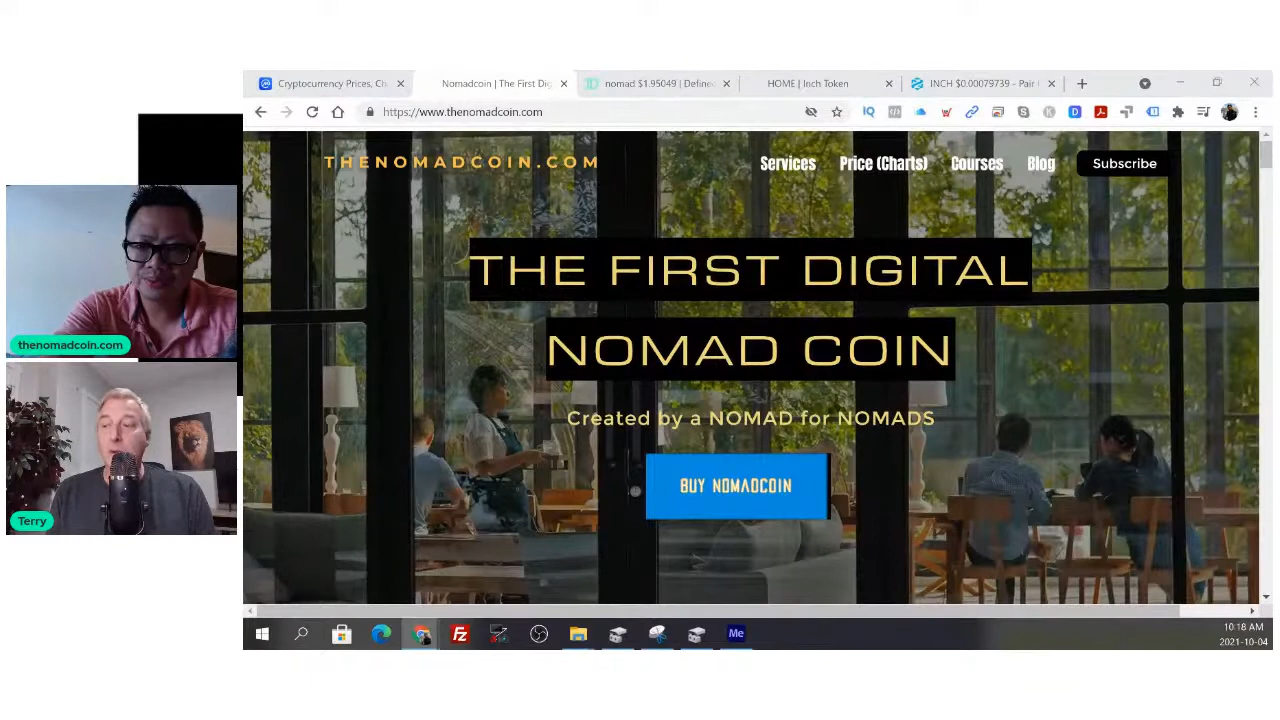 Cryptocurrency Prices, Ch
Nomadcoin | The First Dig
nomad $1.95049 | Define
HOME | Inch Token
INCH $0.00079739 - Pair
https://www.thenomadcoin.com
THENOMADCOIN.COM
Services
Price (Charts)
Courses
Blog
Subscribe
THE FIRST DIGITAL
NOMAD COIN
Created by a NOMAD for NOMADS
BUY NOMADCOIN
thenomadcoin.com
Terry
10:18 AM
2021-10-04